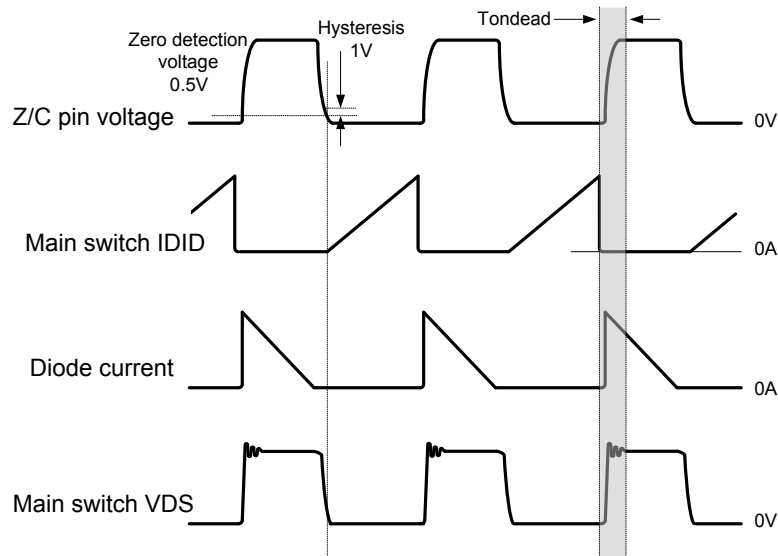 Tondead
Zero detection
voltage
0.5V
Hysteresis
1V
Z/C pin voltage
0V
Main switch IDID
0A
Diode current
0A
Main switch VDS
0V